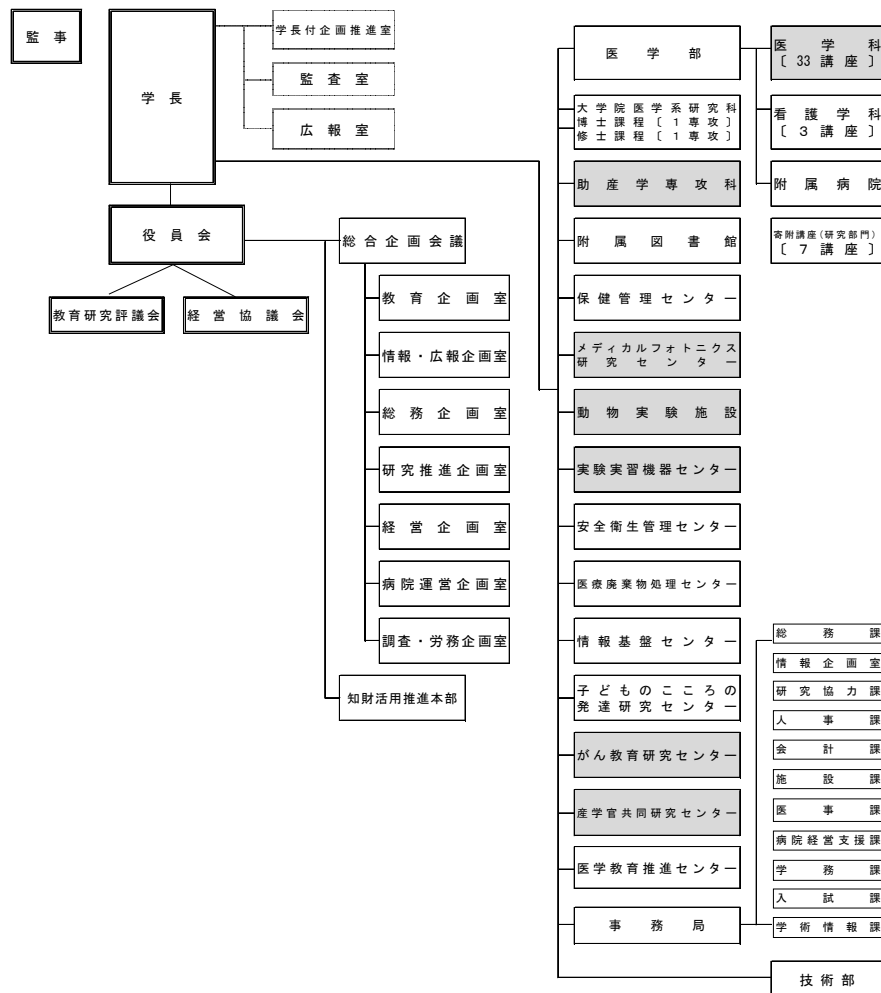 監事
学長
学長付企画推進室
監査室
広報室
役員会
教育研究評議会
経営協議会
総合企画会議
教育企画室
情報・広報企画室
総務企画室
研究推進企画室
経営企画室
病院運営企画室
調査・労務企画室
知財活用推進本部
医学部
大学院医学系研究科
博士課程〔1専攻〕
修士課程〔1専攻〕
助産学専攻科
附属図書館
保健管理センター
メディカルフォトニクス
研究センター
動物実験施設
実験実習機器センター
安全衛生管理センター
医療廃棄物処理センター
情報基盤センター
子どものこころの
発達研究センター
がん教育研究センター
産学官共同研究センター
医学教育推進センター
事務局
医学科
〔33講座〕
看護学科
〔3講座〕
附属病院
寄附講座(研究部門)
〔7講座〕
総務課
情報企画室
研究協力課
人事課
会計課
施設課
医事課
病院経営支援課
学務課
入試課
学術情報課
技術部